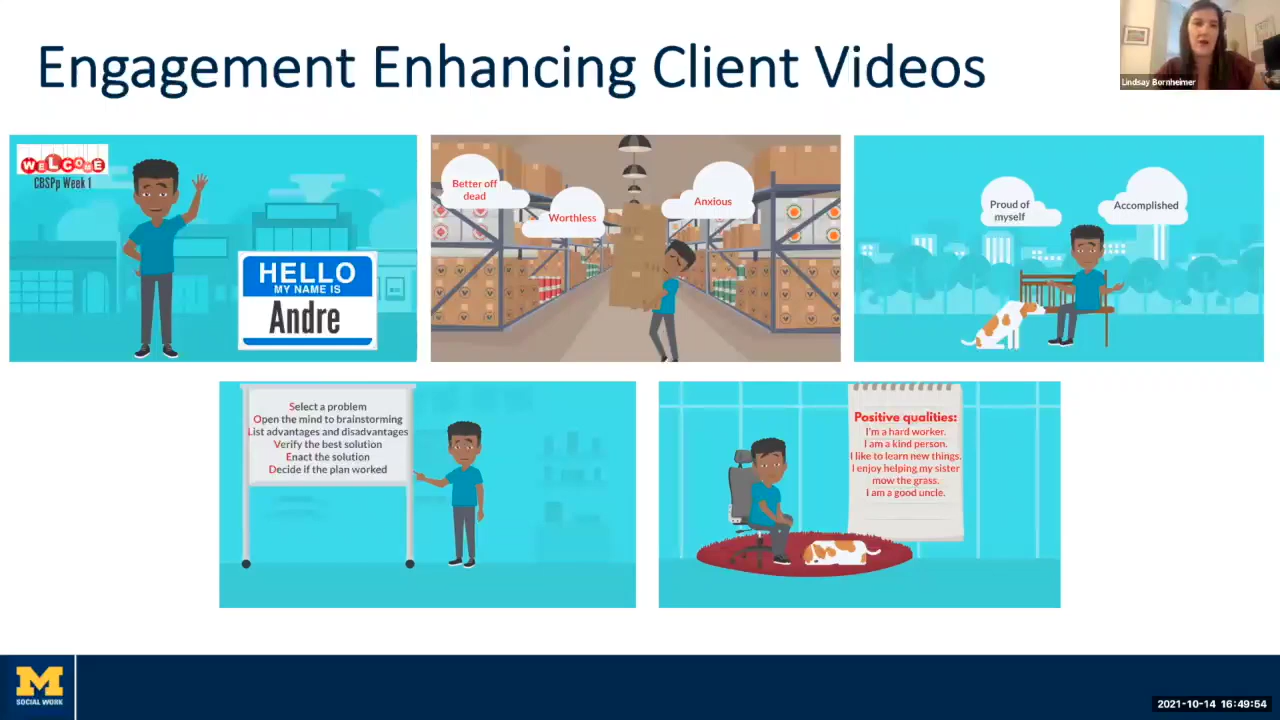 Engagement Enhancing Client Videos
Lindsay Bornheimer
WELCOME
CBSPp Week 1
HELLO
MY NAME IS
Andre
Better off
dead
Worthless
Anxious
Proud of
myself
Accomplished
Select a problem
Open the mind to brainstorming
List advantages and disadvantages
Verify the best solution
Enact the solution
Decide if the plan worked
Positive qualities:
I'm a hard worker.
I am a kind person.
I like to learn new things.
I enjoy helping my sister
mow the grass.
I am a good uncle.
M
SOCIAL WORK
2021-10-14 16:49:54